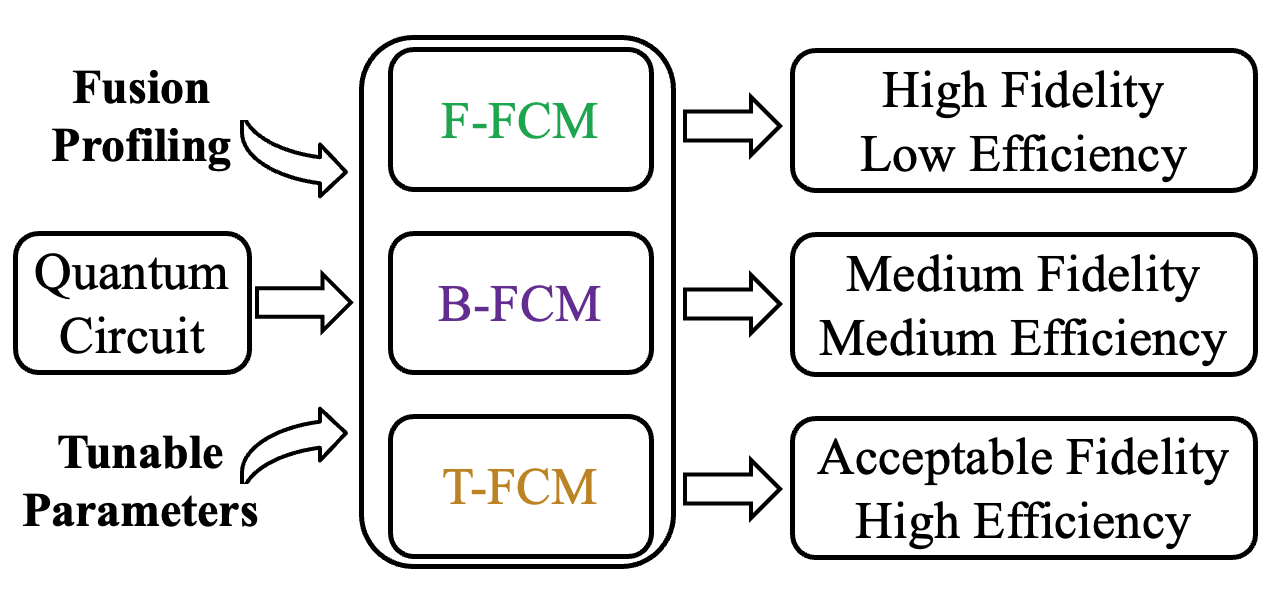 Fusion
Profiling
Quantum
Circuit
Tunable
Parameters
F-FCM
B-FCM
T-FCM
High Fidelity
Low Efficiency
Medium Fidelity
Medium Efficiency
Acceptable Fidelity
High Efficiency